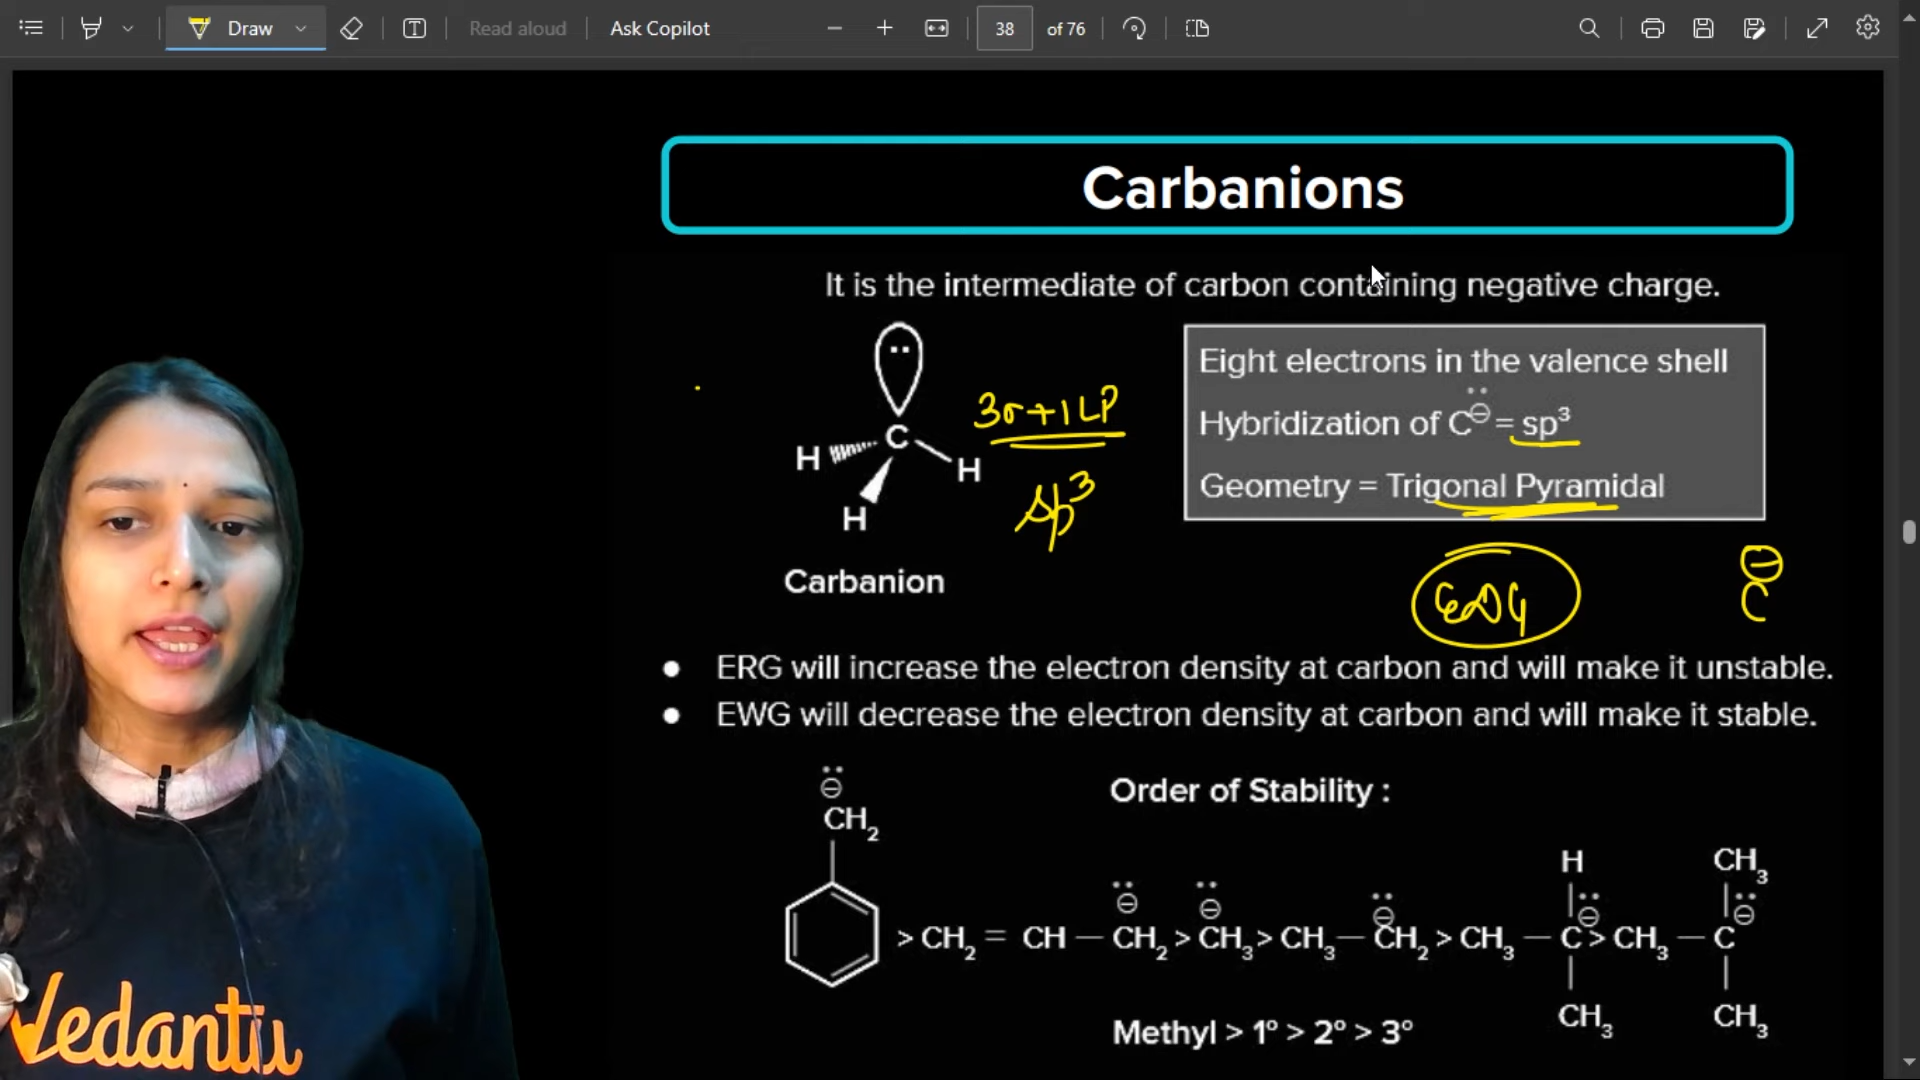 Draw
Read aloud
Ask Copilot
38 of 76
Carbanions
It is the intermediate of carbon containing negative charge.
H C H
H
Carbanion
3σ+1LP
sp³
Eight electrons in the valence shell
Hybridization of C⊖ = sp³
Geometry = Trigonal Pyramidal
EDG
⊖
C
● ERG will increase the electron density at carbon and will make it unstable.
● EWG will decrease the electron density at carbon and will make it stable.
Order of Stability :
⊖
CH₂
H CH₃
⊖ ⊖ ⊖ ⊖ ⊖
> CH₂ = CH — CH₂ > CH₃ > CH₃ — CH₂ > CH₃ — C > CH₃ — C
CH₃ CH₃
Methyl > 1° > 2° > 3°
Vedantu